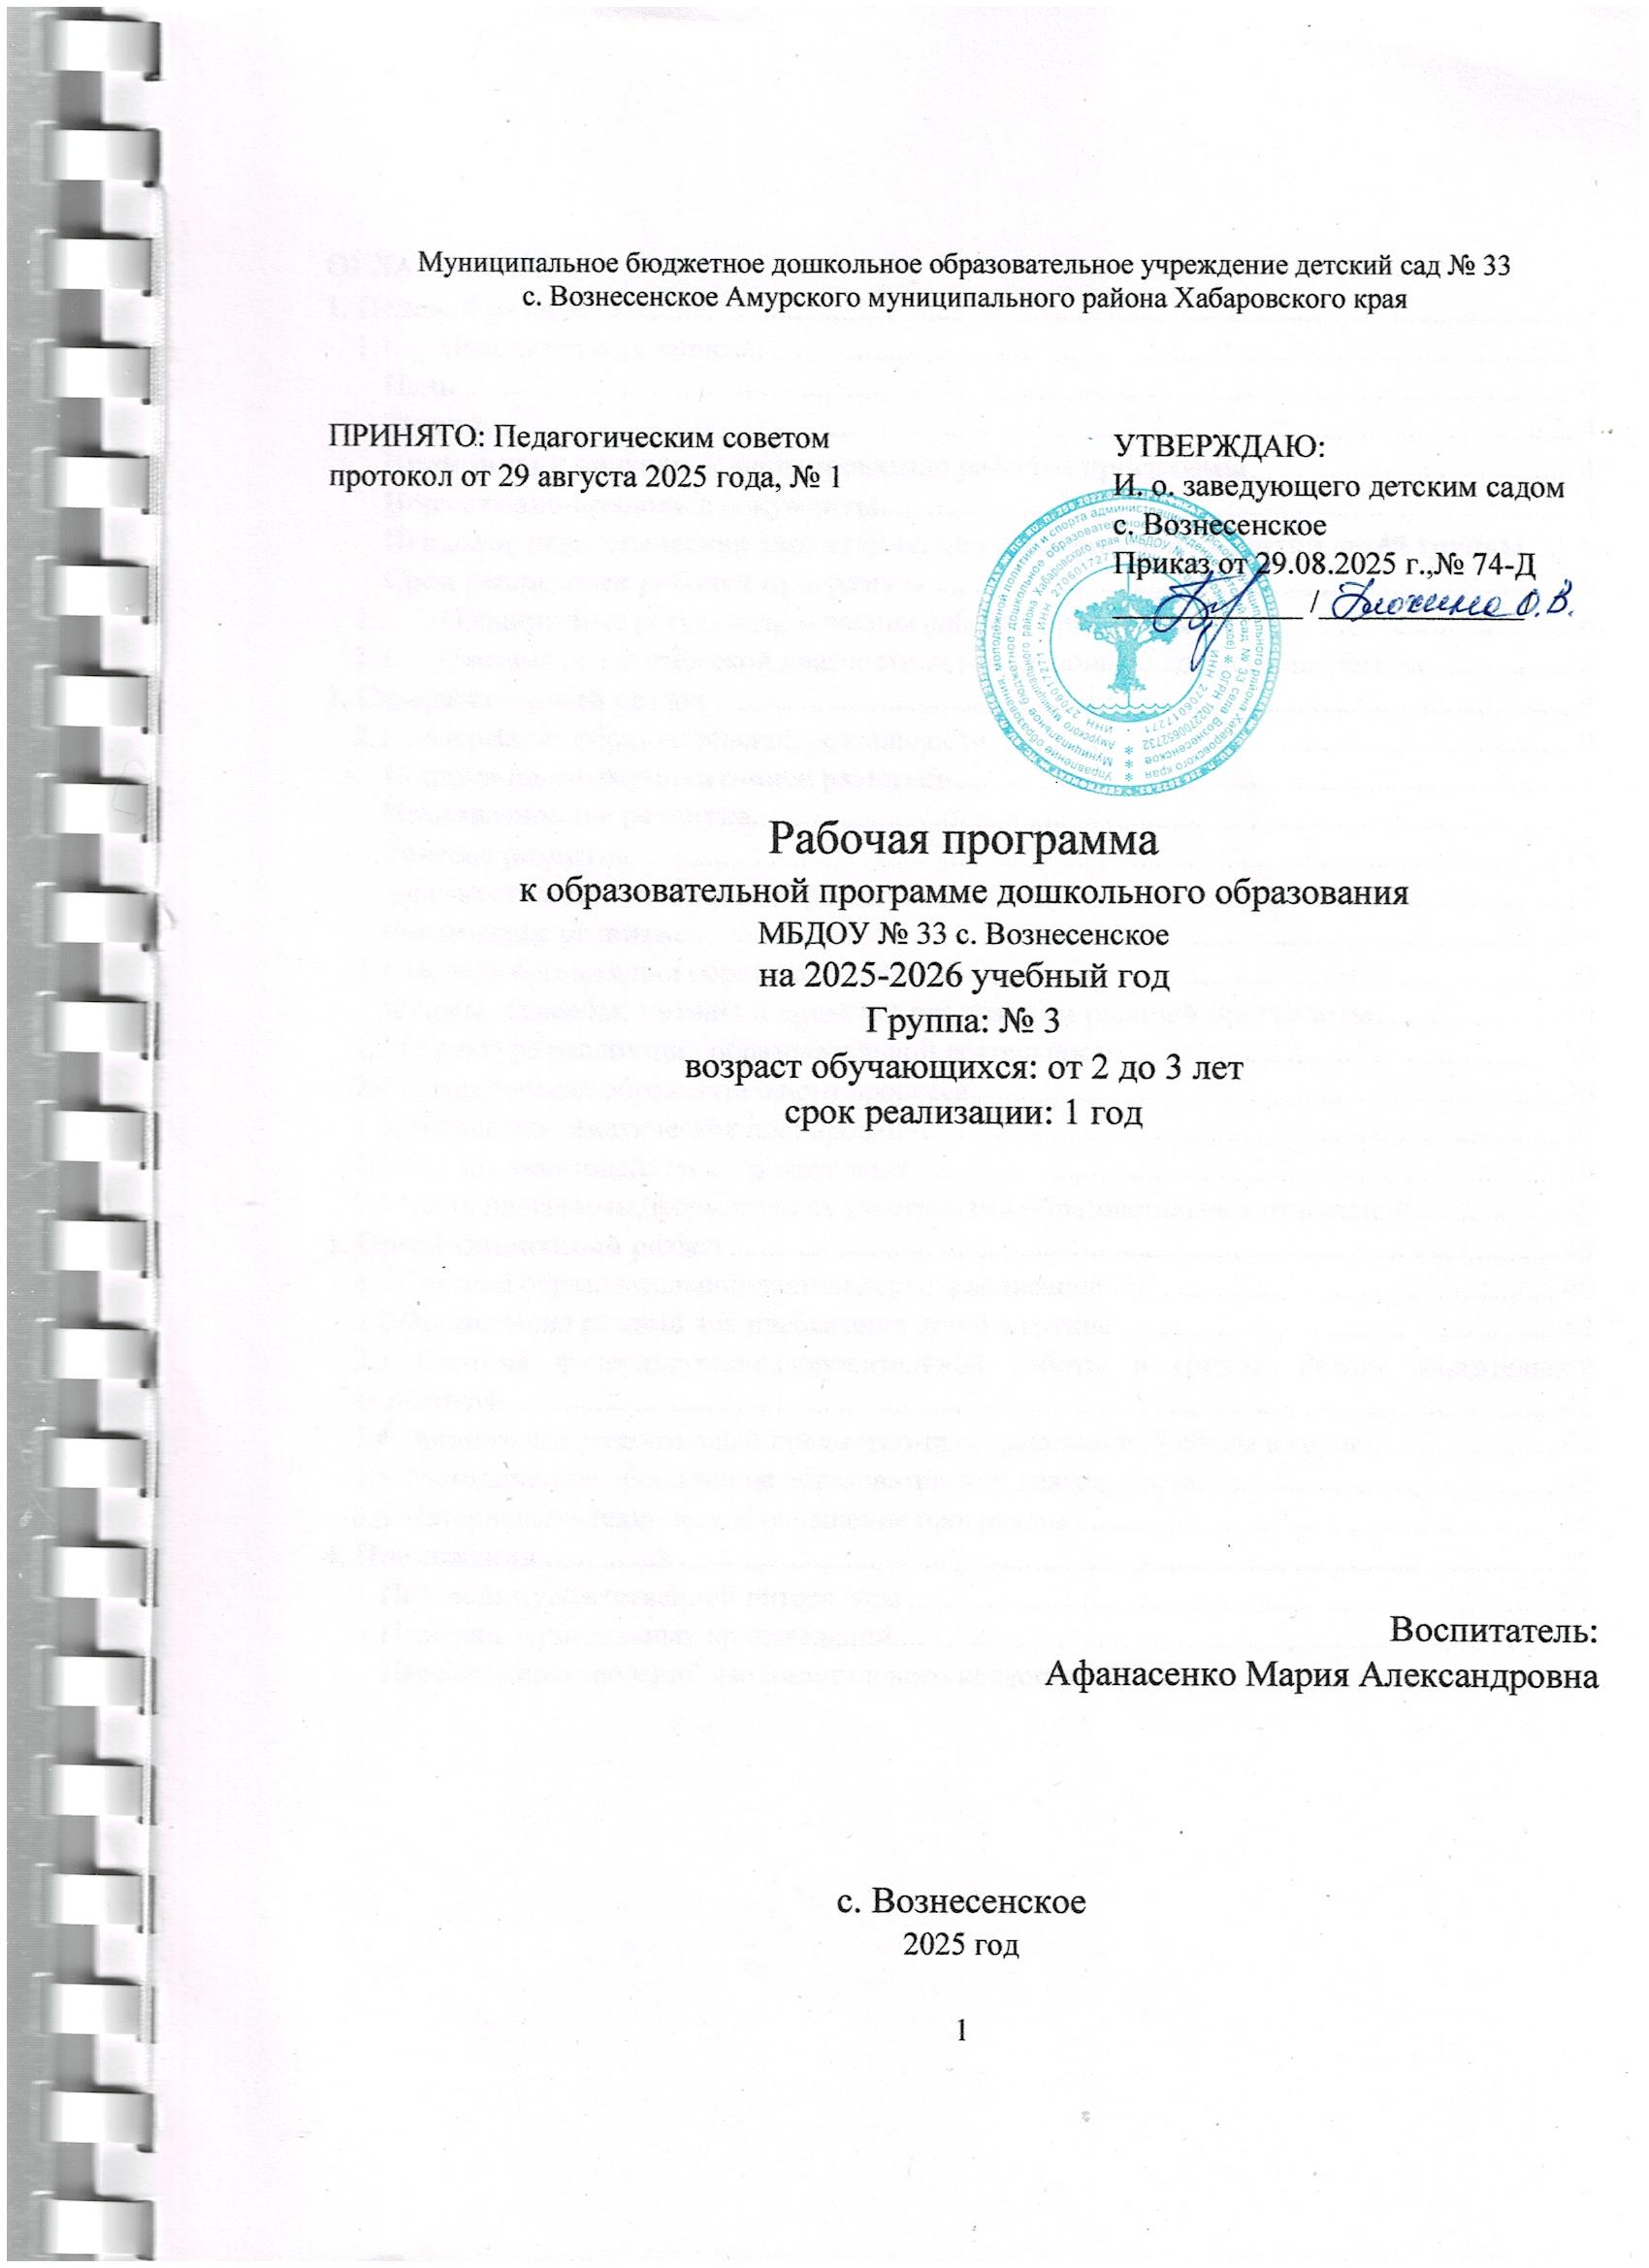 Муниципальное бюджетное дошкольное образовательное учреждение детский сад № 33
с. Вознесенское Амурского муниципального района Хабаровского края
ПРИНЯТО: Педагогическим советом
протокол от 29 августа 2025 года, № 1
УТВЕРЖДАЮ:
И. о. заведующего детским садом
с. Вознесенское
Приказ от 29.08.2025 г.,№ 74-Д
/ О.В.
Рабочая программа
к образовательной программе дошкольного образования
МБДОУ № 33 с. Вознесенское
на 2025-2026 учебный год
Группа: № 3
возраст обучающихся: от 2 до 3 лет
срок реализации: 1 год
Воспитатель:
Афанасенко Мария Александровна
с. Вознесенское
2025 год
1